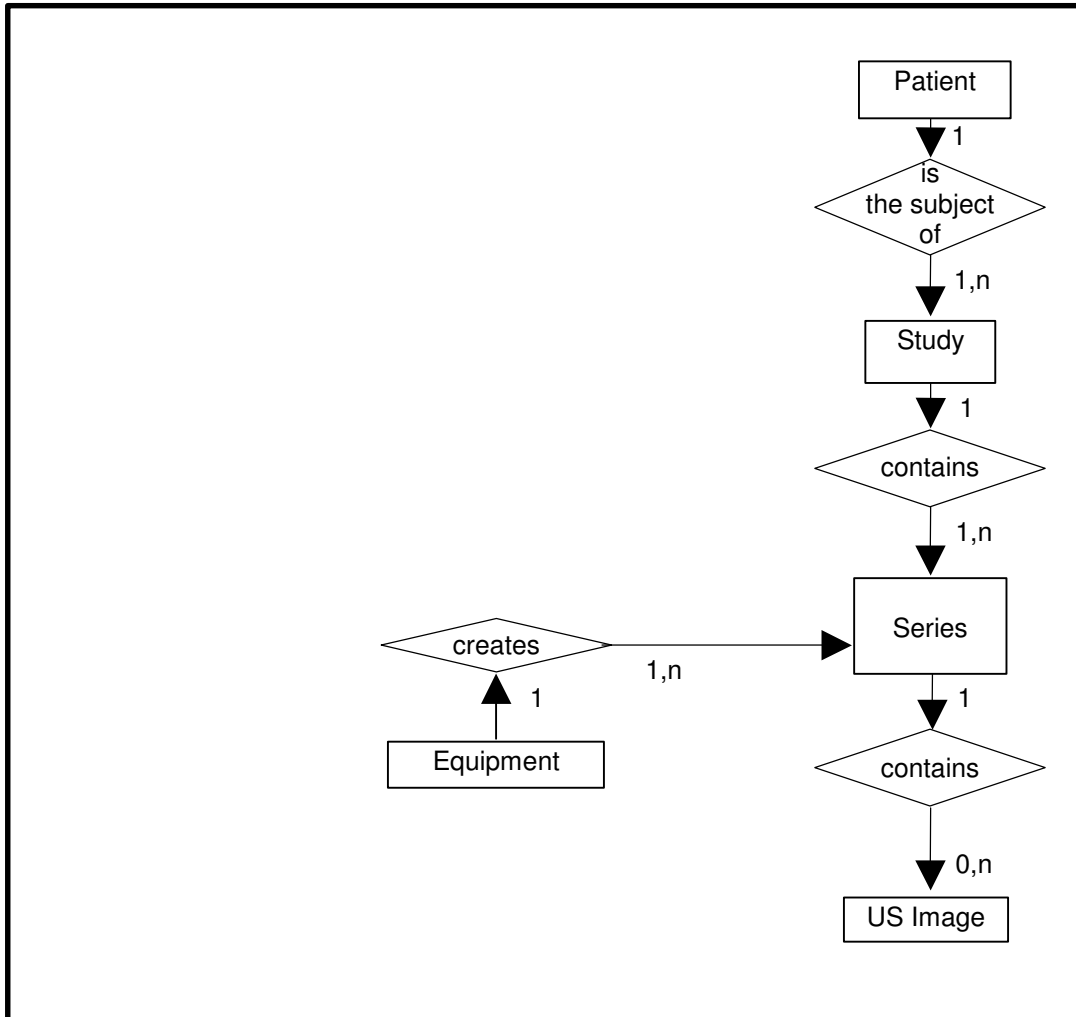 Patient
1
is
the subject
of
1,n
Study
1
contains
1,n
Series
creates
1,n
1
1
Equipment
contains
0,n
US Image